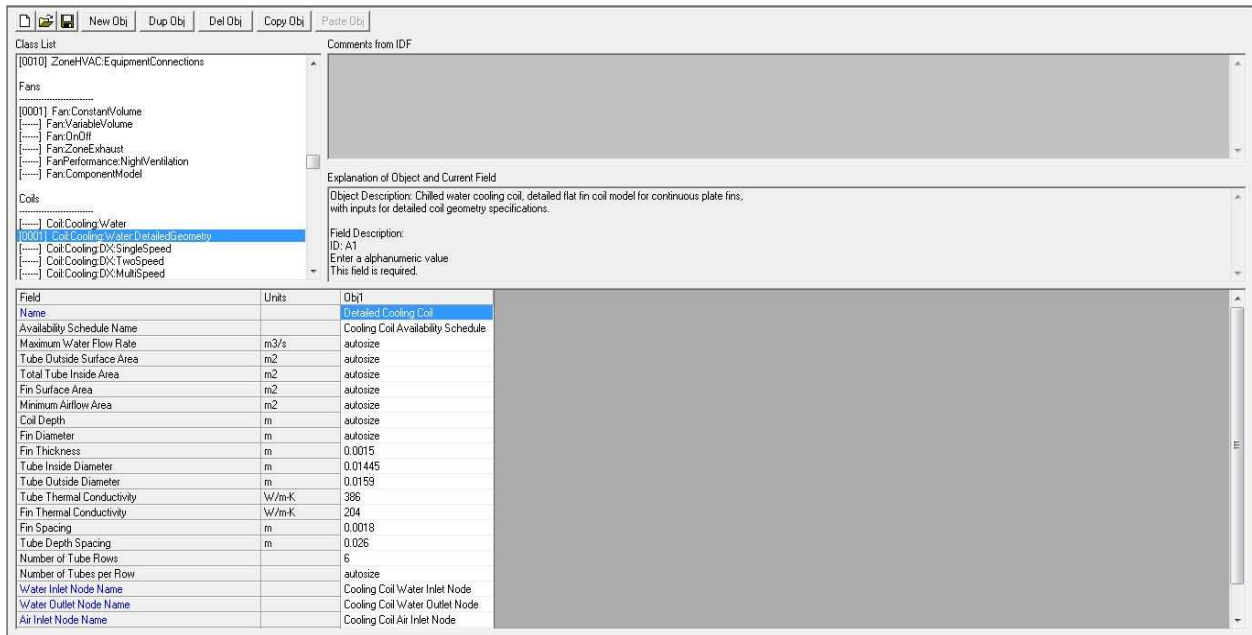 New Obj Dup Obj Del Obj Copy Obj Paste Obj
Class List
[0010] ZoneHVAC:EquipmentConnections
Fans
---------------------------
[0001] Fan:ConstantVolume
[------] Fan:VariableVolume
[------] Fan:OnOff
[------] Fan:ZoneExhaust
[------] FanPerformance:NightVentilation
[------] Fan:ComponentModel
Coils
---------------------------
[------] Coil:Cooling:Water
[0001] Coil:Cooling:Water:DetailedGeometry
[------] Coil:Cooling:DX:SingleSpeed
[------] Coil:Cooling:DX:TwoSpeed
[------] Coil:Cooling:DX:MultiSpeed
Comments from IDF
Explanation of Object and Current Field
Object Description: Chilled water cooling coil, detailed flat fin coil model for continuous plate fins,
with inputs for detailed coil geometry specifications.
Field Description:
ID: A1
Enter a alphanumeric value
This field is required.
Field Units Obj1
Name Detailed Cooling Coil
Availability Schedule Name Cooling Coil Availability Schedule
Maximum Water Flow Rate m3/s autosize
Tube Outside Surface Area m2 autosize
Total Tube Inside Area m2 autosize
Fin Surface Area m2 autosize
Minimum Airflow Area m2 autosize
Coil Depth m autosize
Fin Diameter m autosize
Fin Thickness m 0.0015
Tube Inside Diameter m 0.01445
Tube Outside Diameter m 0.0159
Tube Thermal Conductivity W/m-K 386
Fin Thermal Conductivity W/m-K 204
Fin Spacing m 0.0018
Tube Depth Spacing m 0.026
Number of Tube Rows 6
Number of Tubes per Row autosize
Water Inlet Node Name Cooling Coil Water Inlet Node
Water Outlet Node Name Cooling Coil Water Outlet Node
Air Inlet Node Name Cooling Coil Air Inlet Node